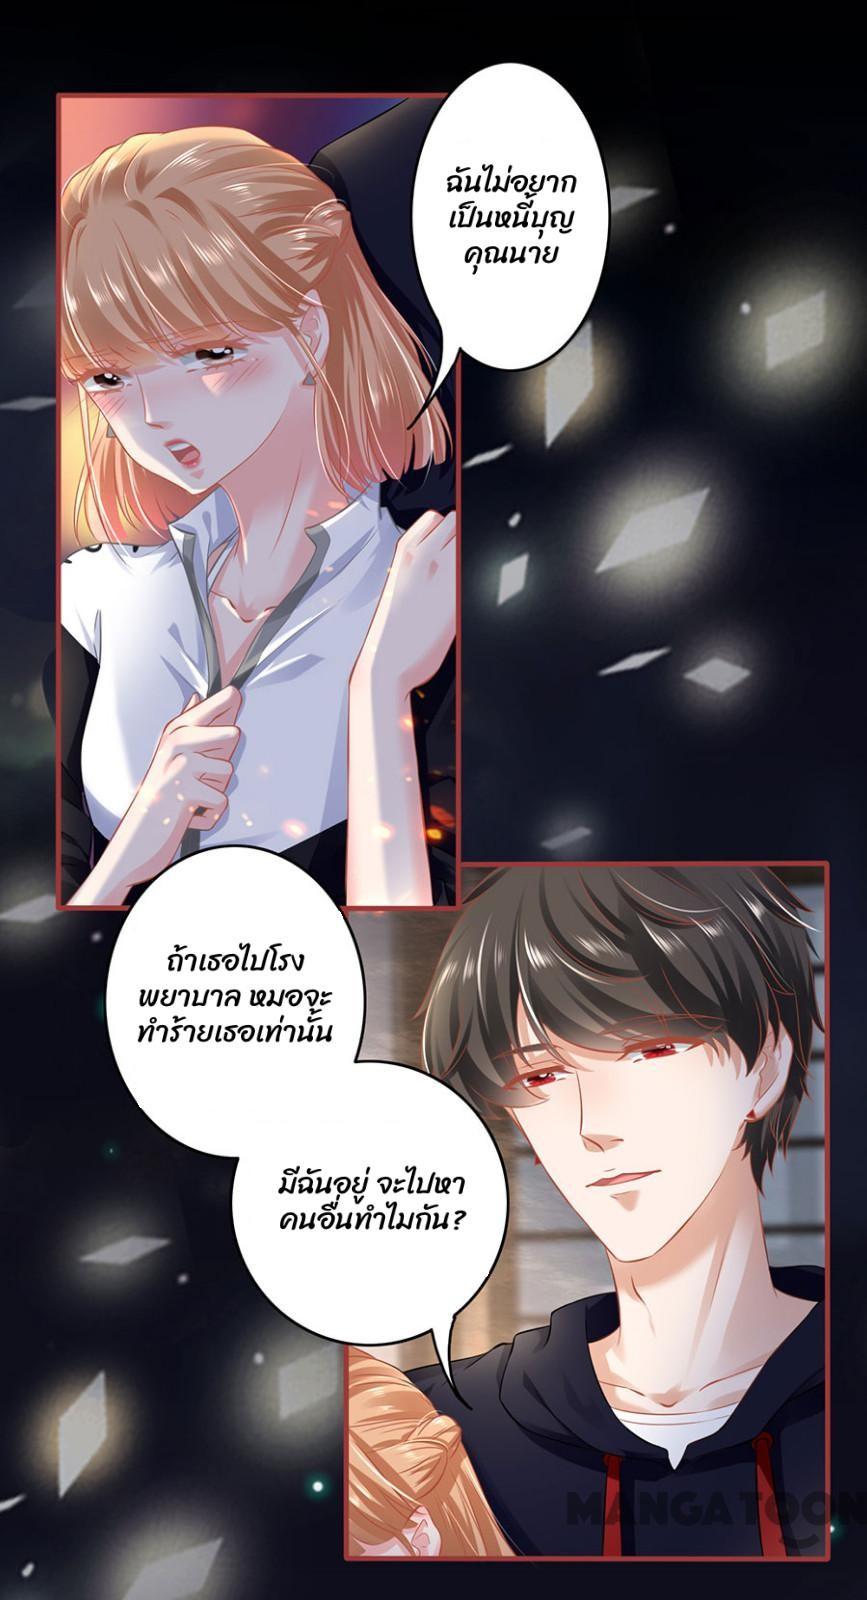 ฉันไม่อยาก
เป็นหนี้บุญ
คุณนาย
ถ้าเธอไปโรง
พยาบาล หมอจะ
ทำร้ายเธอเท่านั้น
มีฉันอยู่ จะไปหา
คนอื่นทำไมกัน?
MANGATOON